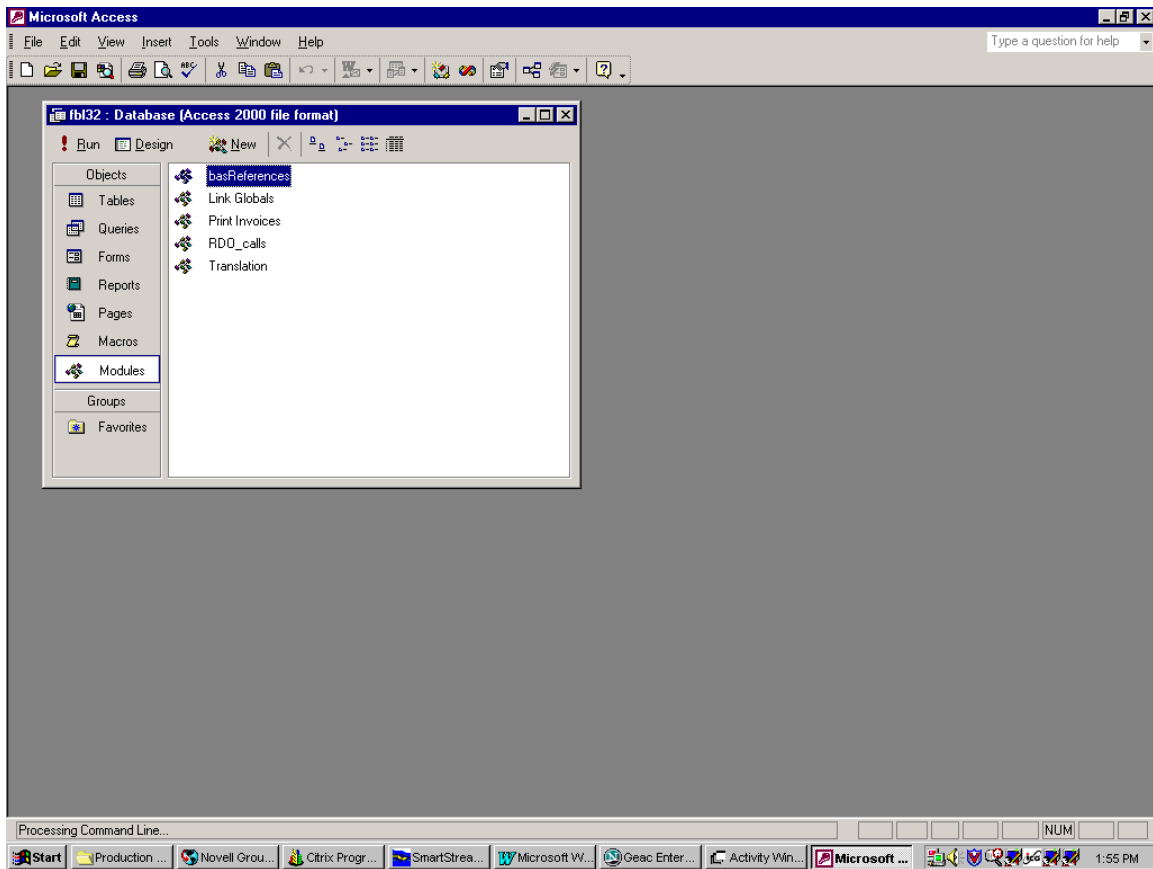 Microsoft Access
File Edit View Insert Tools Window Help
Type a question for help
fbl32 : Database (Access 2000 file format)
Run Design New
Objects
Tables
Queries
Forms
Reports
Pages
Macros
Modules
Groups
Favorites
basReferences
Link Globals
Print Invoices
RDO_calls
Translation
Processing Command Line...
NUM
Start Production ... Novell Grou... Citrix Progr... SmartStrea... Microsoft W... Geac Enter... Activity Win... Microsoft ... 1:55 PM